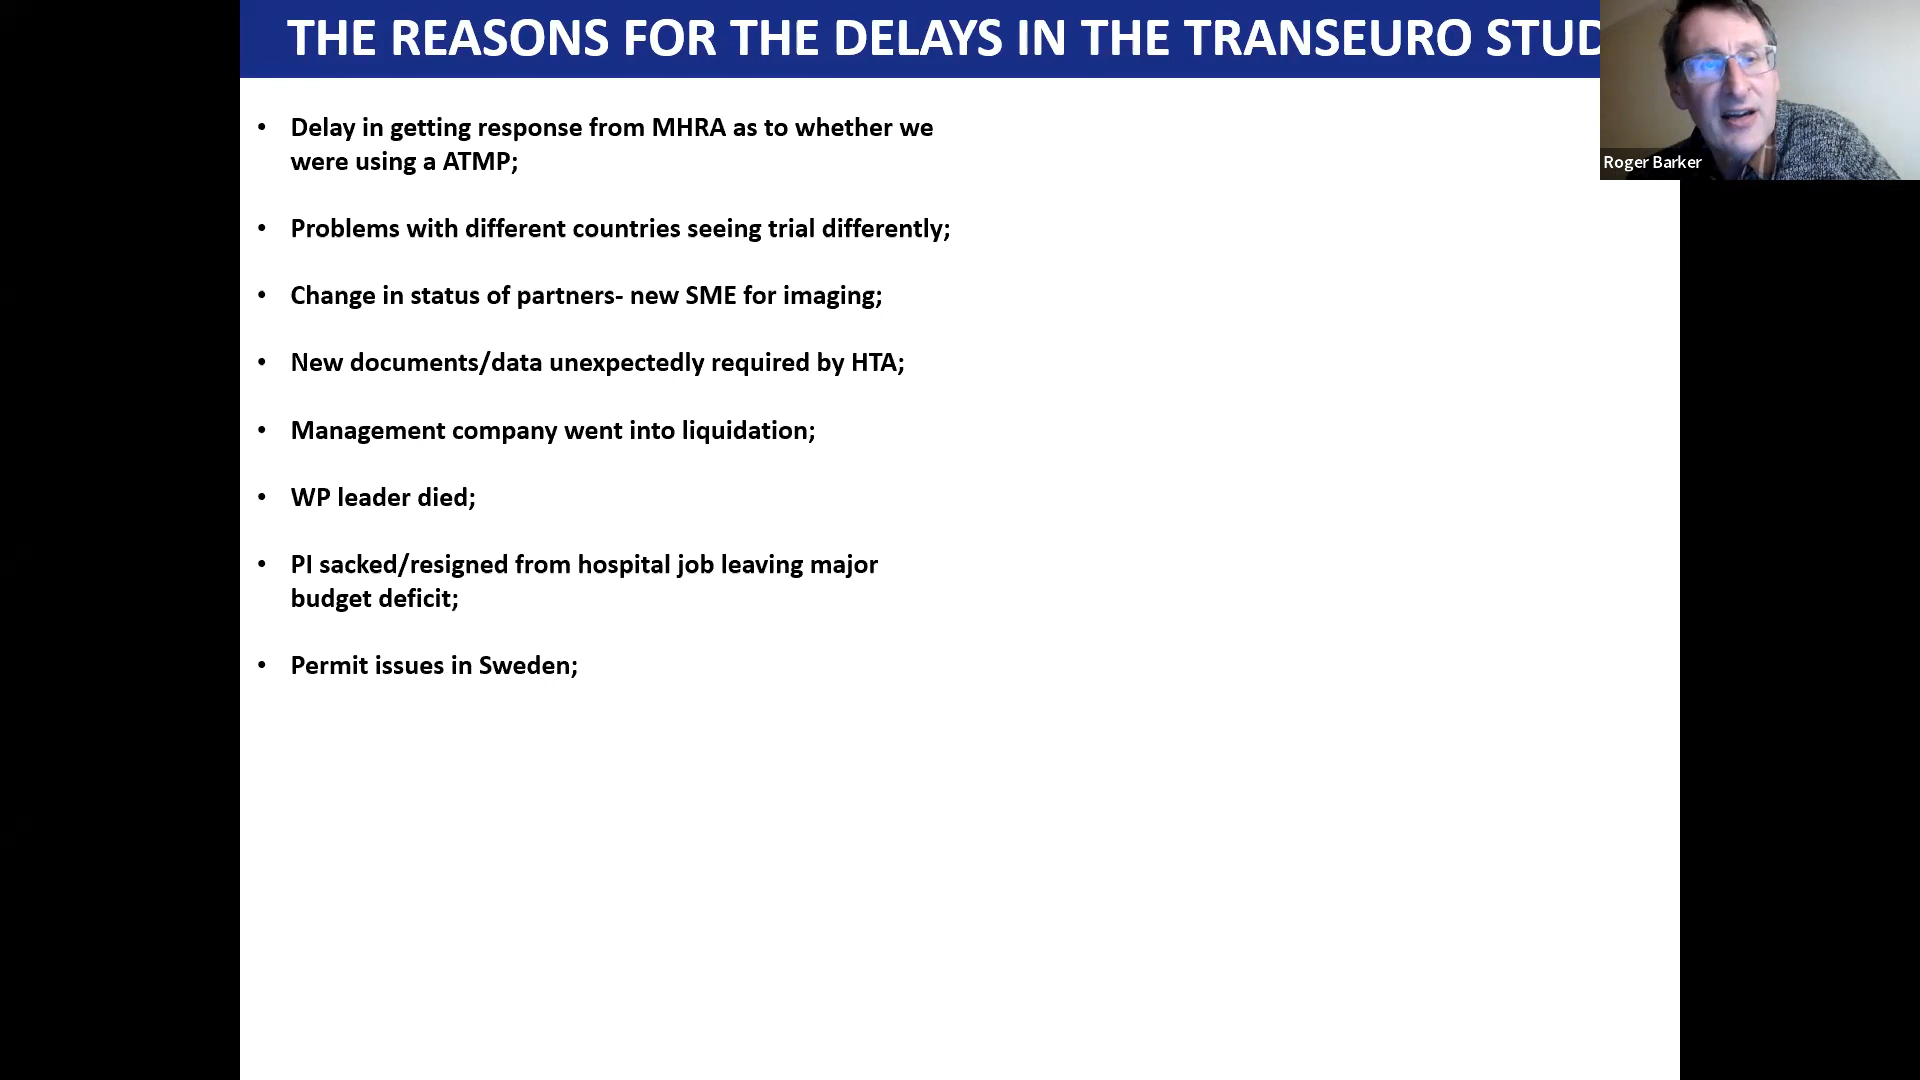 THE REASONS FOR THE DELAYS IN THE TRANSEURO STUD
Roger Barker
• Delay in getting response from MHRA as to whether we
were using a ATMP;
• Problems with different countries seeing trial differently;
• Change in status of partners- new SME for imaging;
• New documents/data unexpectedly required by HTA;
• Management company went into liquidation;
• WP leader died;
• PI sacked/resigned from hospital job leaving major
budget deficit;
• Permit issues in Sweden;